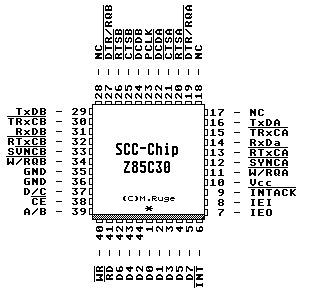 NC - 28
DTR/RQB - 27
RTSB - 26
CTSB - 25
DCDB - 24
PCLK - 23
DCDA - 22
CTSA - 21
RTSA - 20
DTR/RQA - 19
NC - 18
TxDB - 29
TRxCB - 30
RxDB - 31
RTxCB - 32
SYNCB - 33
W/RQB - 34
GND - 35
GND - 36
D/C - 37
CE - 38
A/B - 39
SCC-Chip
Z85C30
(C)M.Ruge
*
17 - NC
16 - TxDA
15 - TRxCA
14 - RxDa
13 - RTxCA
12 - SYNCA
11 - W/RQA
10 - Vcc
9 - INTACK
8 - IEI
7 - IEO
WR - 40
RD - 41
D6 - 42
D4 - 43
D2 - 44
D0 - 1
D1 - 2
D3 - 3
D5 - 4
D7 - 5
INT - 6